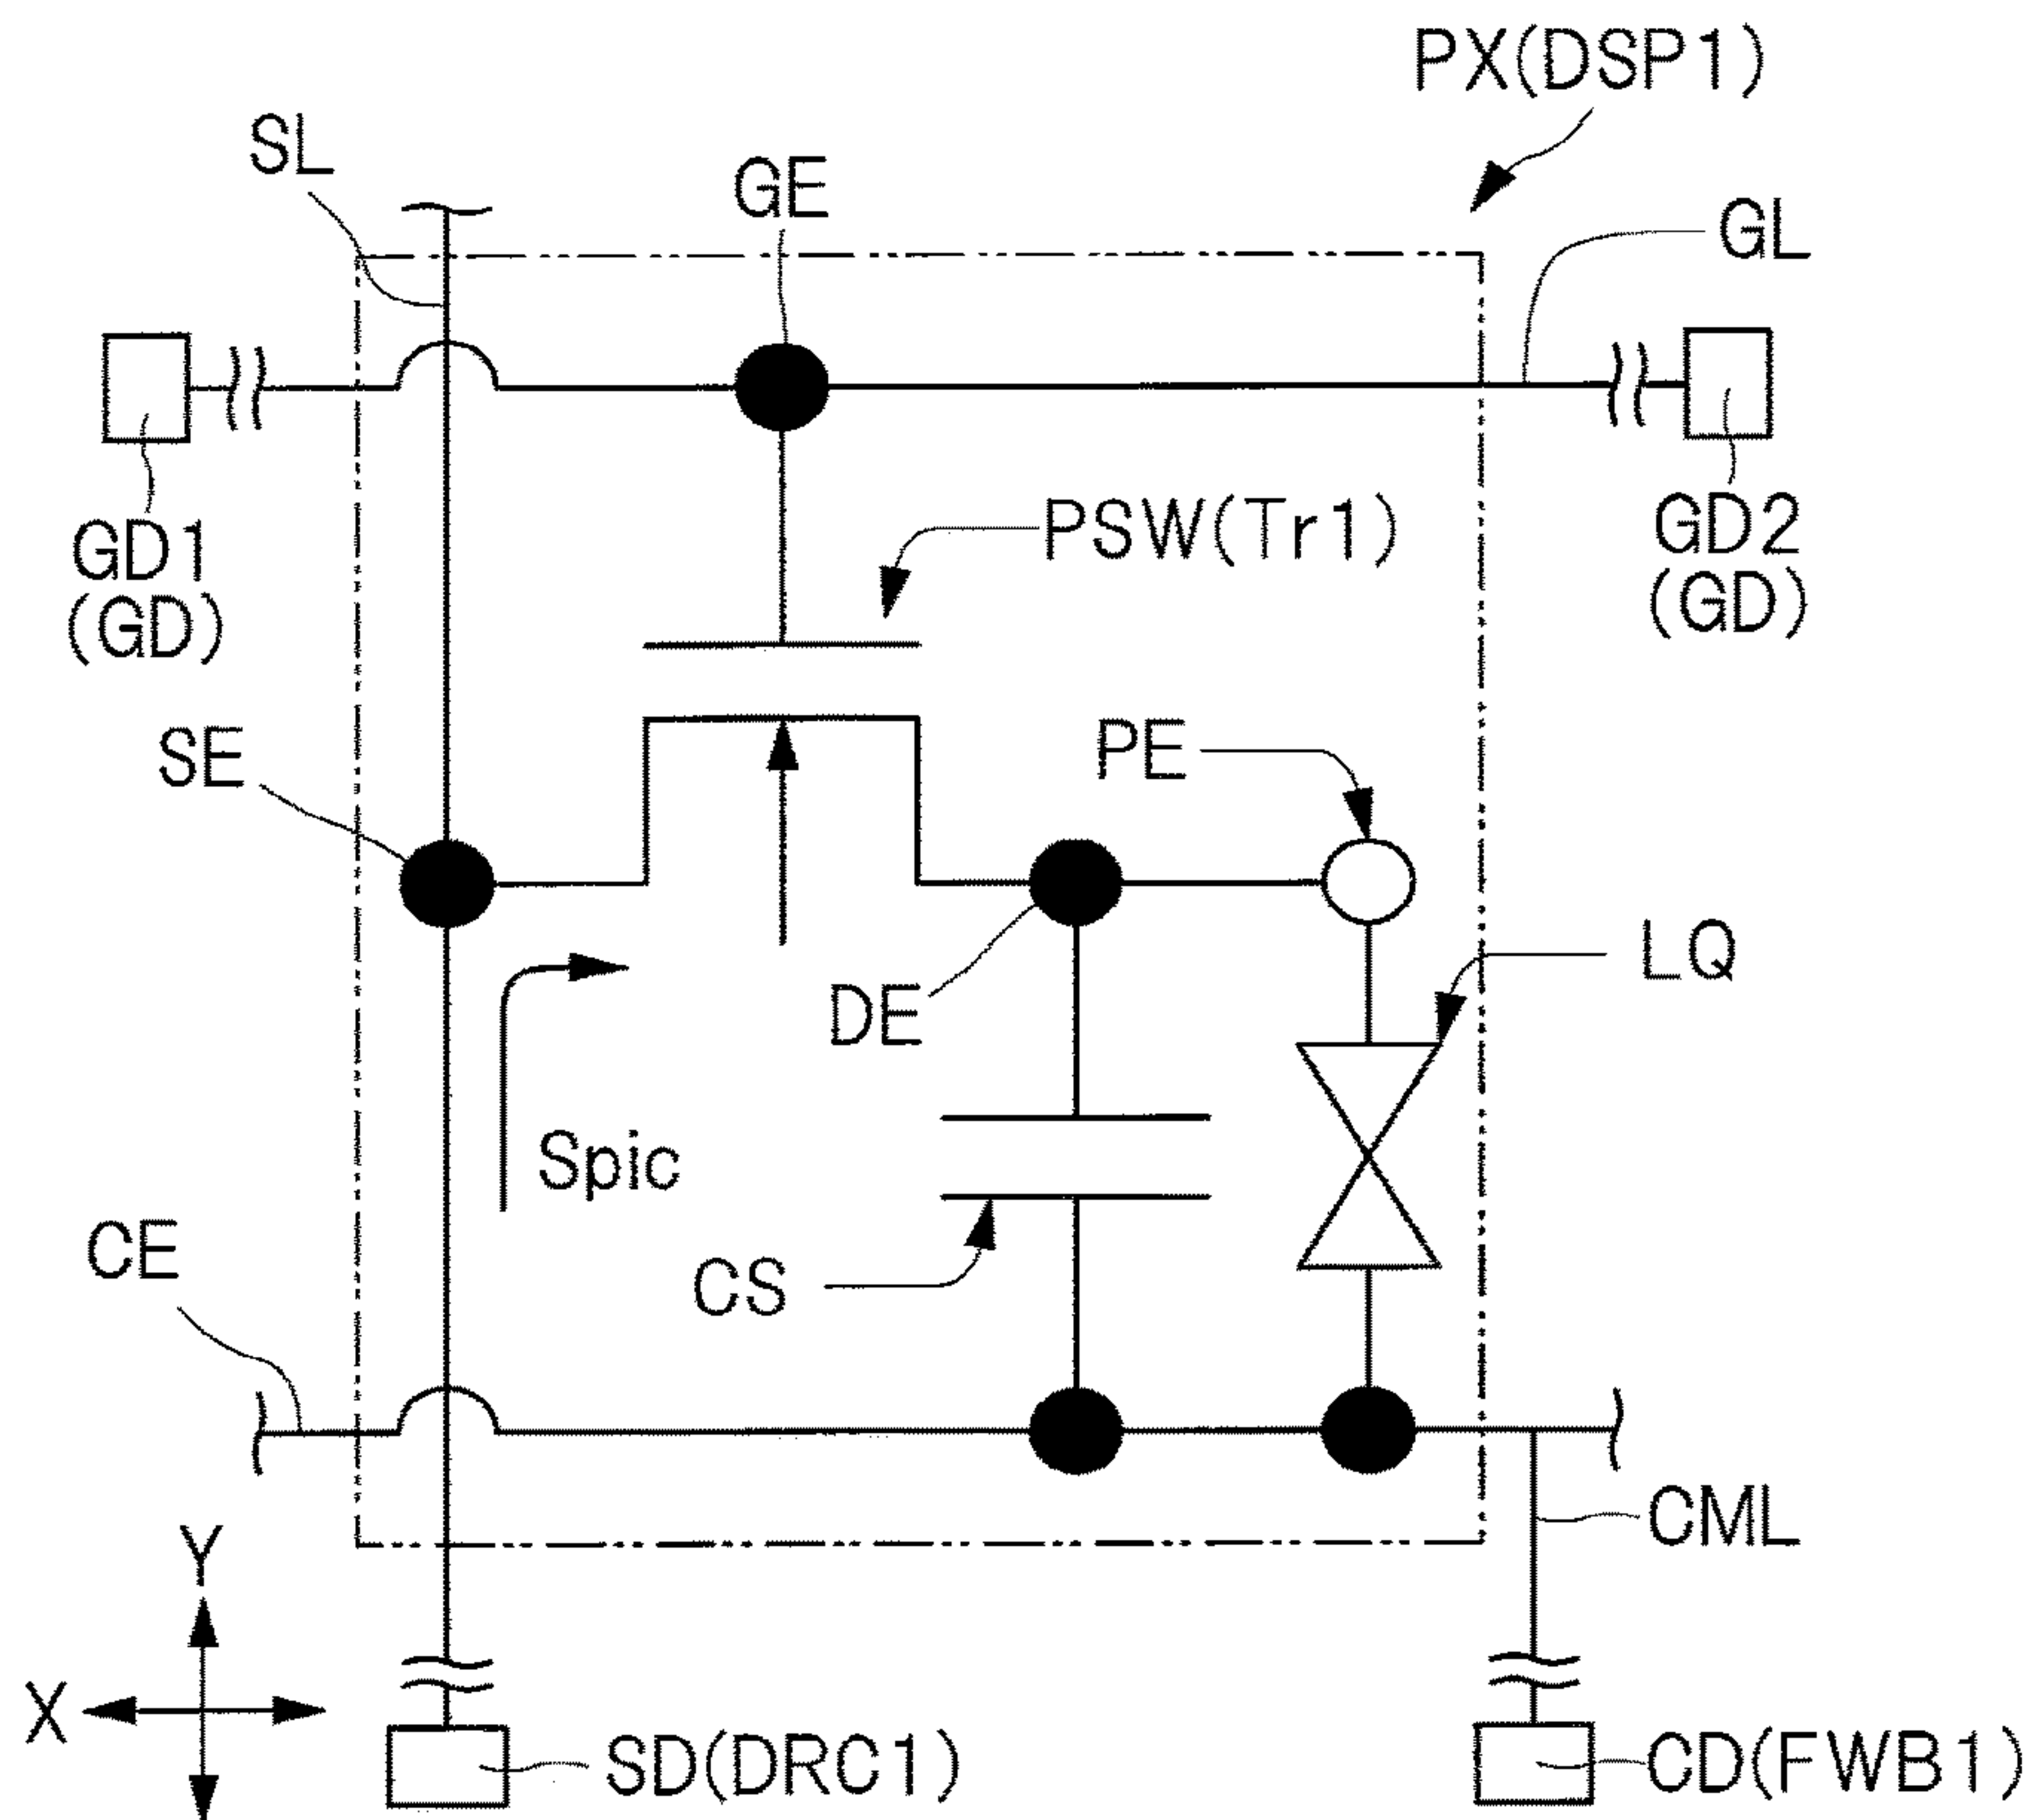 PX(DSP1)
SL
GE
GL
GD1
(GD)
PSW(Tr1)
GD2
(GD)
SE
PE
LQ
DE
Spic
CE
CS
CML
Y
X
SD(DRC1)
CD(FWB1)